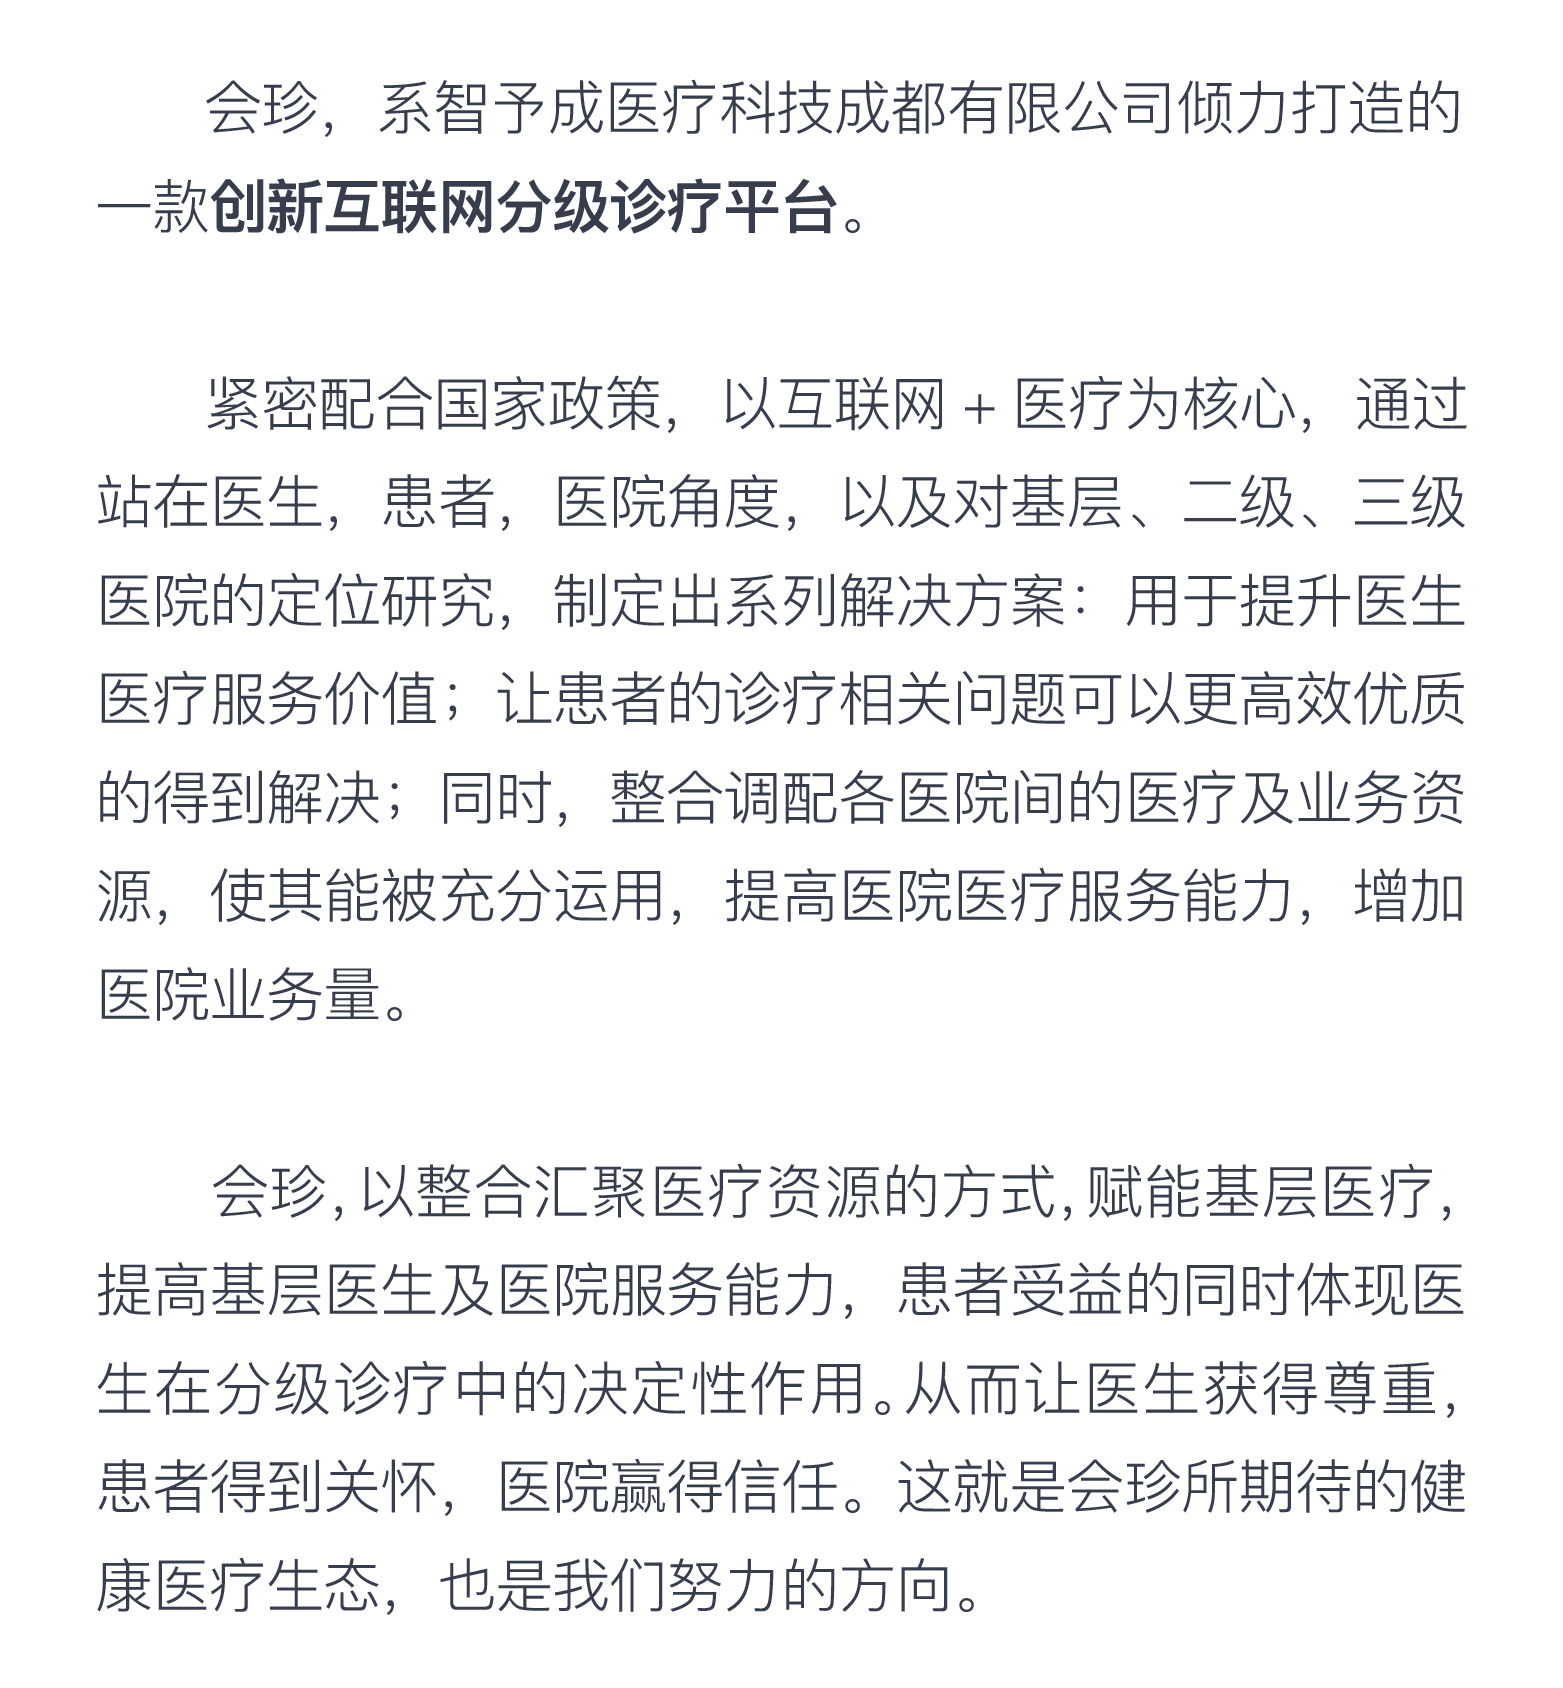 会珍，系智予成医疗科技成都有限公司倾力打造的
一款创新互联网分级诊疗平台。
紧密配合国家政策，以互联网 + 医疗为核心，通过
站在医生，患者，医院角度，以及对基层、二级、三级
医院的定位研究，制定出系列解决方案：用于提升医生
医疗服务价值；让患者的诊疗相关问题可以更高效优质
的得到解决；同时，整合调配各医院间的医疗及业务资
源，使其能被充分运用，提高医院医疗服务能力，增加
医院业务量。
会珍，以整合汇聚医疗资源的方式，赋能基层医疗，
提高基层医生及医院服务能力，患者受益的同时体现医
生在分级诊疗中的决定性作用。从而让医生获得尊重，
患者得到关怀，医院赢得信任。这就是会珍所期待的健
康医疗生态，也是我们努力的方向。